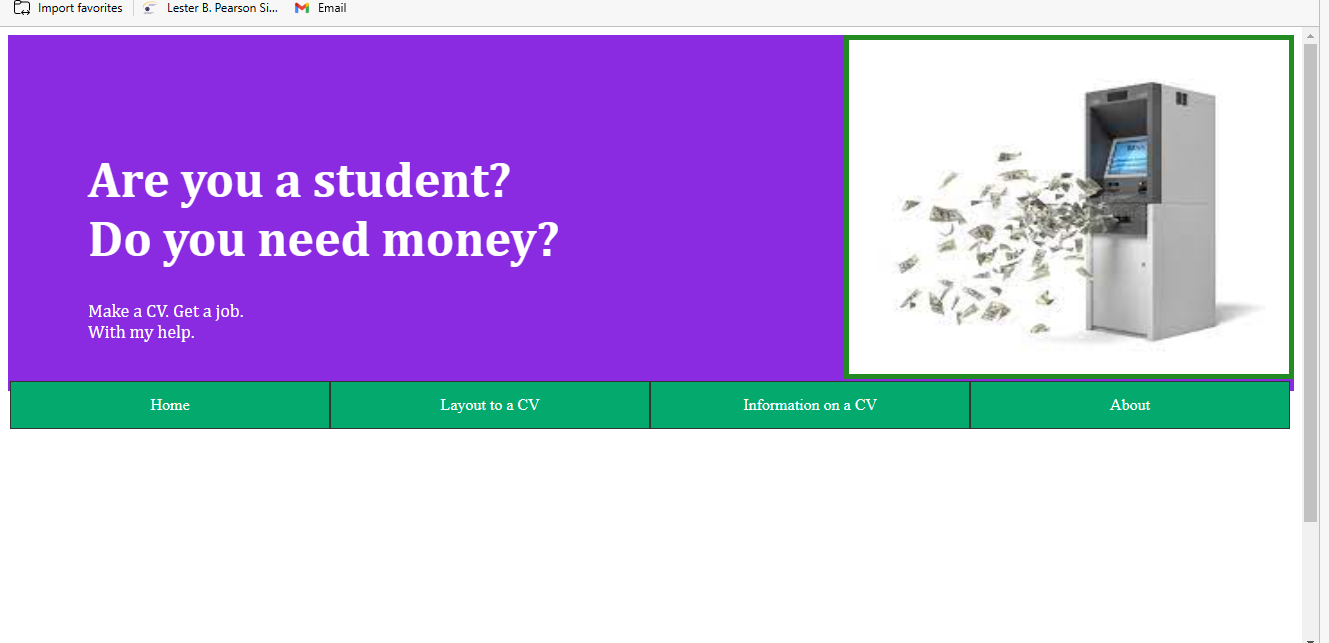 Import favorites
Lester B. Pearson Si...
Email
Are you a student?
Do you need money?
Make a CV. Get a job.
With my help.
Home
Layout to a CV
Information on a CV
About